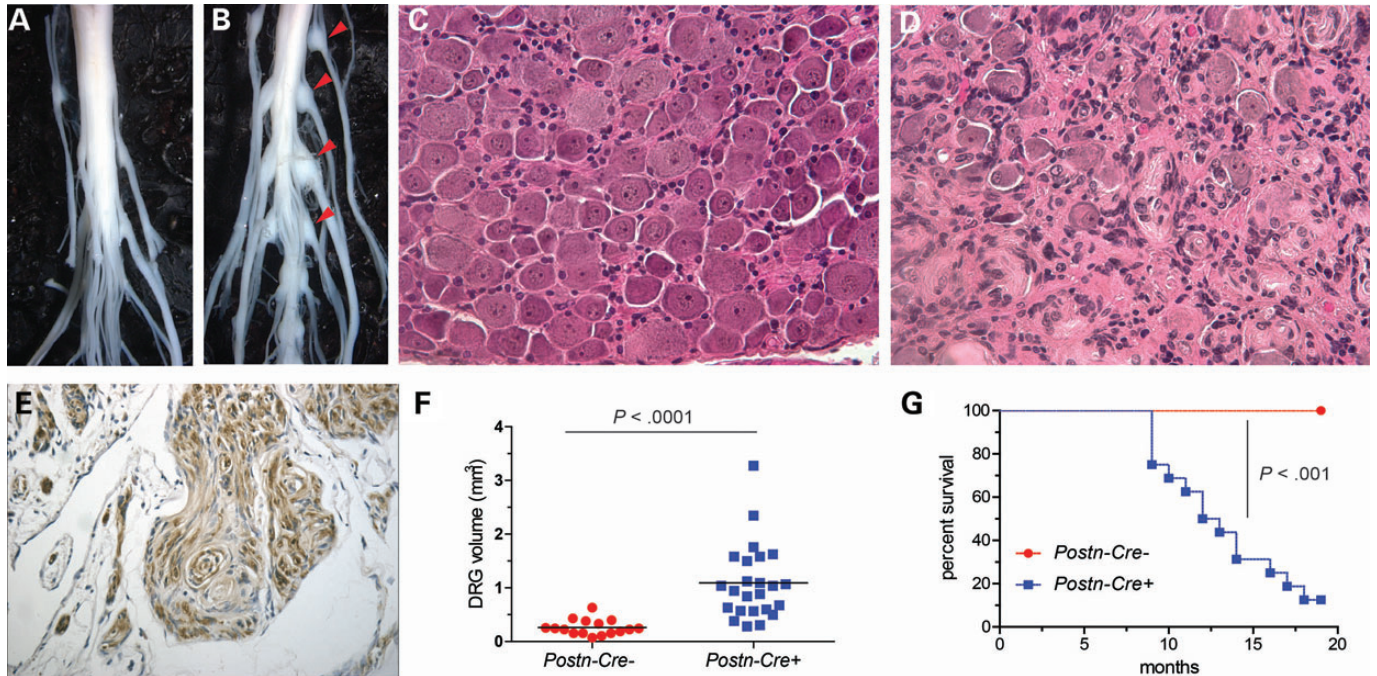 A
B
C
D
E
F
P < .0001
DRG volume (mm³)
4
3
2
1
0
Postn-Cre-
Postn-Cre+
G
percent survival
100
80
60
40
20
0
P < .001
Postn-Cre-
Postn-Cre+
0
5
10
15
20
months